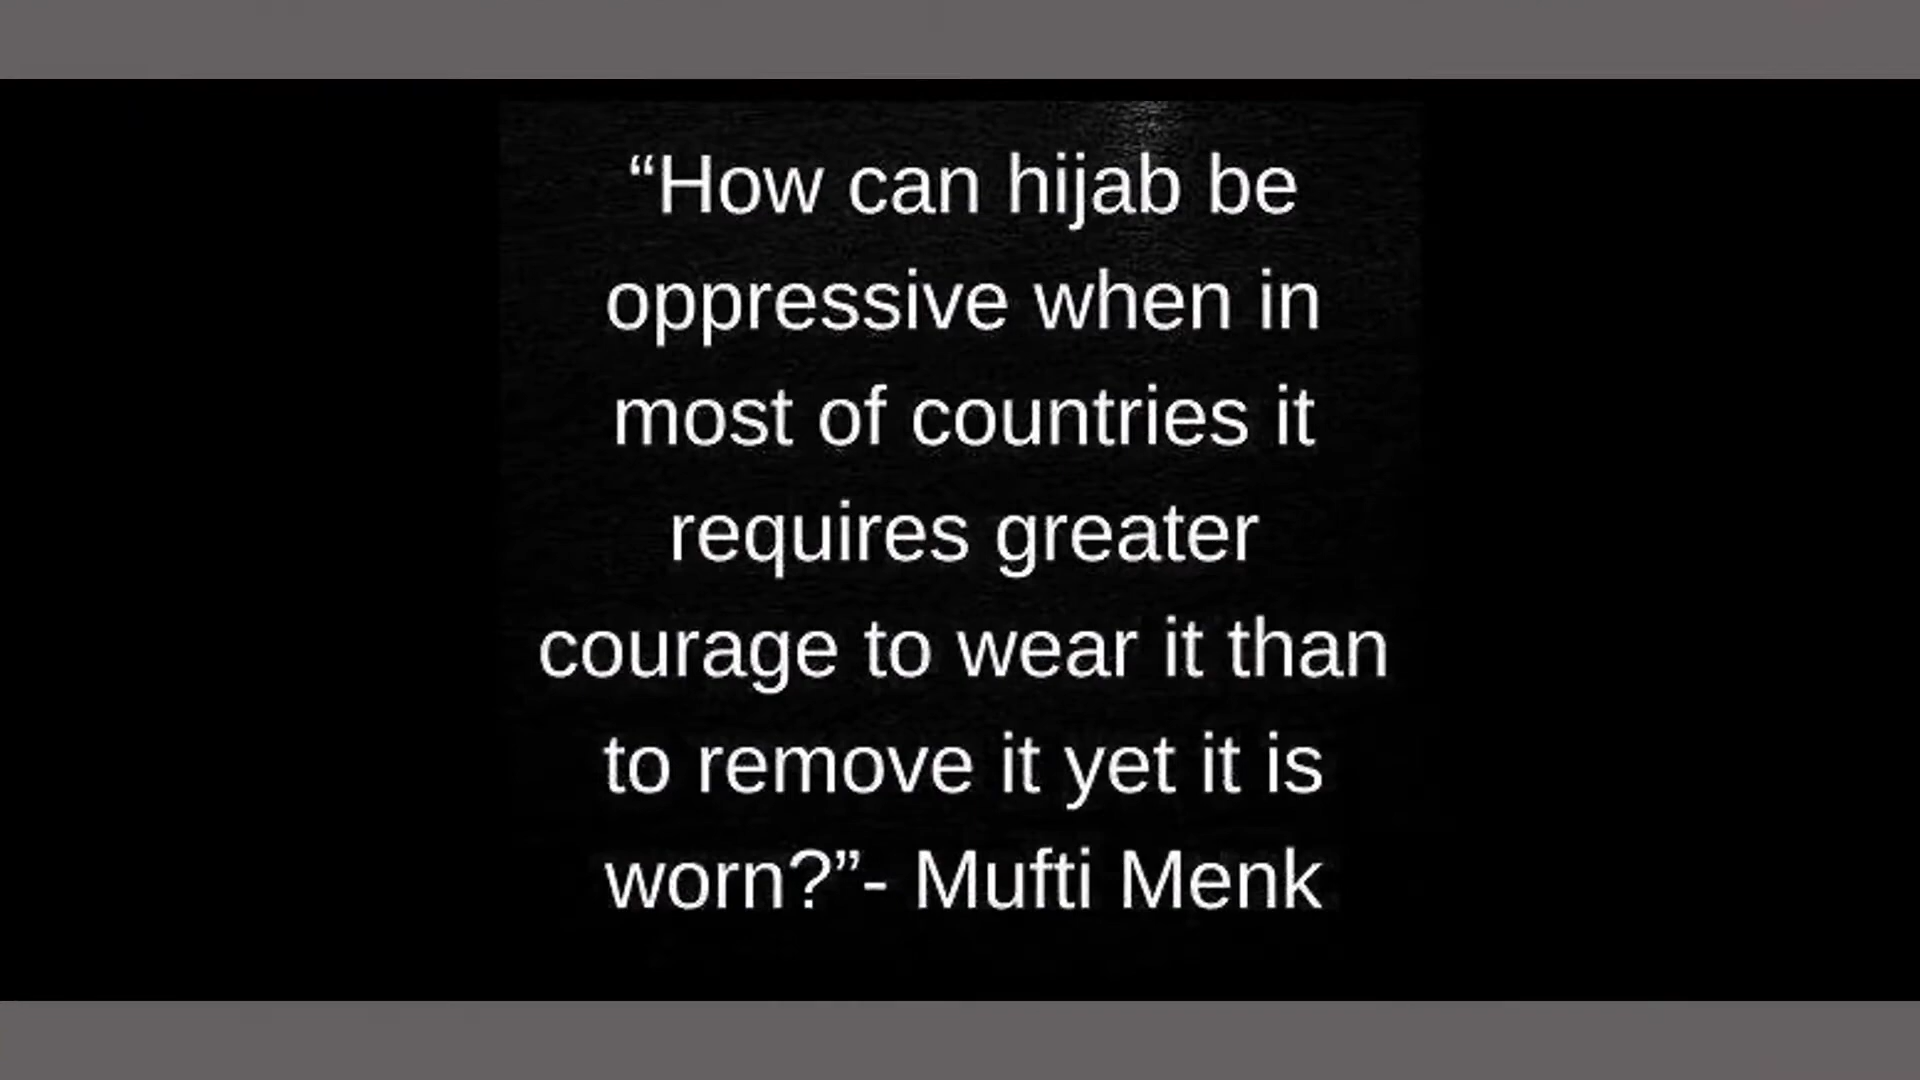 “How can hijab be
oppressive when in
most of countries it
requires greater
courage to wear it than
to remove it yet it is
worn?”- Mufti Menk